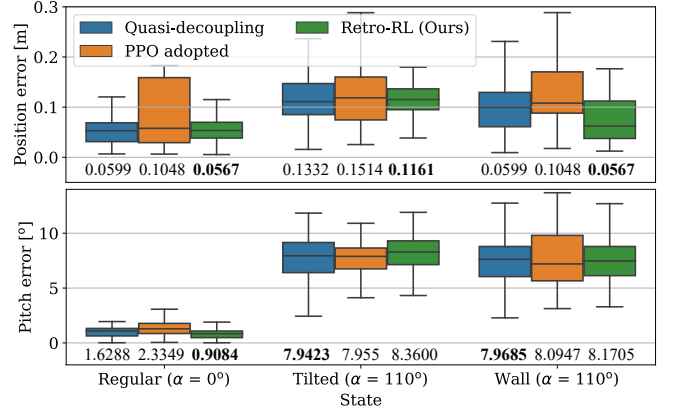 Quasi-decoupling
PPO adopted
Retro-RL (Ours)
Position error [m]
0.3
0.2
0.1
0.0
0.0599 0.1048 0.0567
0.1332 0.1514 0.1161
0.0599 0.1048 0.0567
Pitch error [°]
10
5
0
1.6288 2.3349 0.9084
7.9423 7.955 8.3600
7.9685 8.0947 8.1705
Regular (α = 0°)
Tilted (α = 110°)
Wall (α = 110°)
State